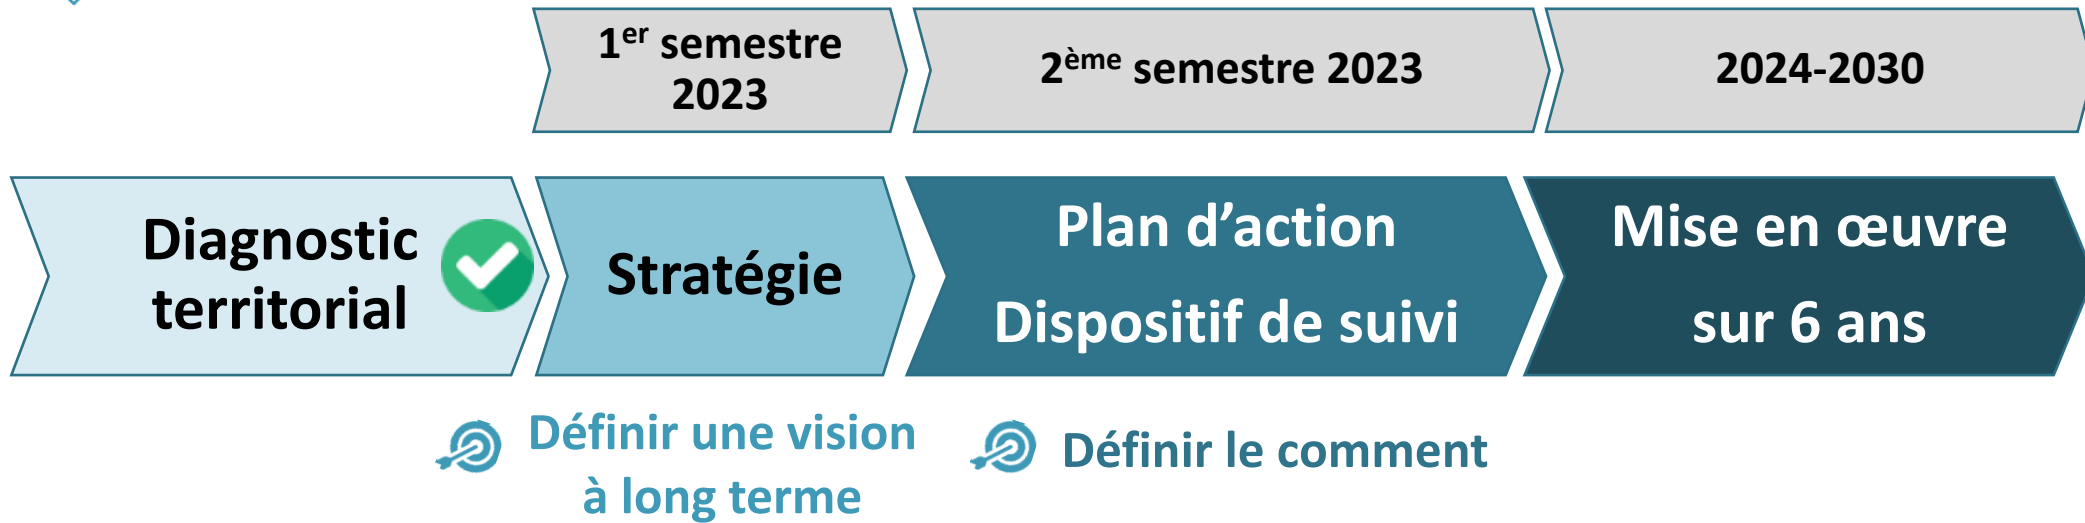 1er semestre
2023
2ème semestre 2023
2024-2030
Diagnostic
territorial
Stratégie
Plan d’action
Dispositif de suivi
Mise en œuvre
sur 6 ans
Définir une vision
à long terme
Définir le comment